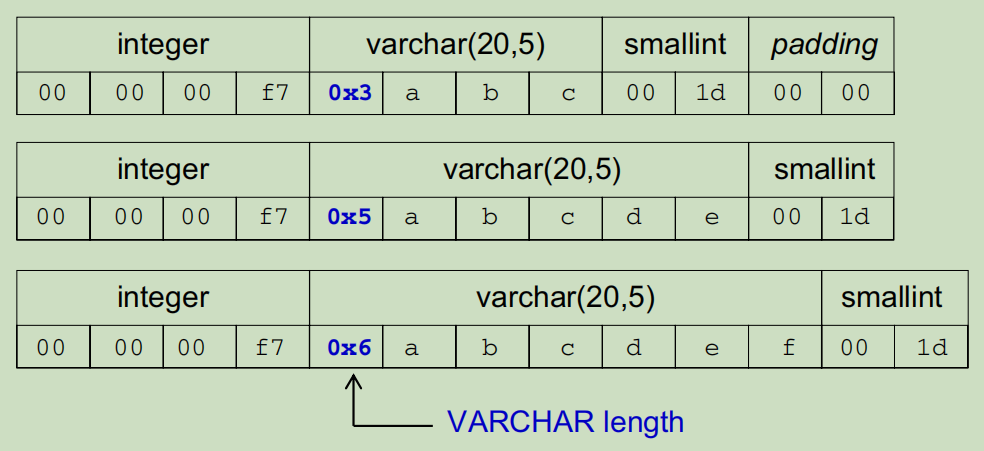 integer varchar(20,5) smallint padding
00 00 00 f7 0x3 a b c 00 1d 00 00
integer varchar(20,5) smallint
00 00 00 f7 0x5 a b c d e 00 1d
integer varchar(20,5) smallint
00 00 00 f7 0x6 a b c d e f 00 1d
VARCHAR length